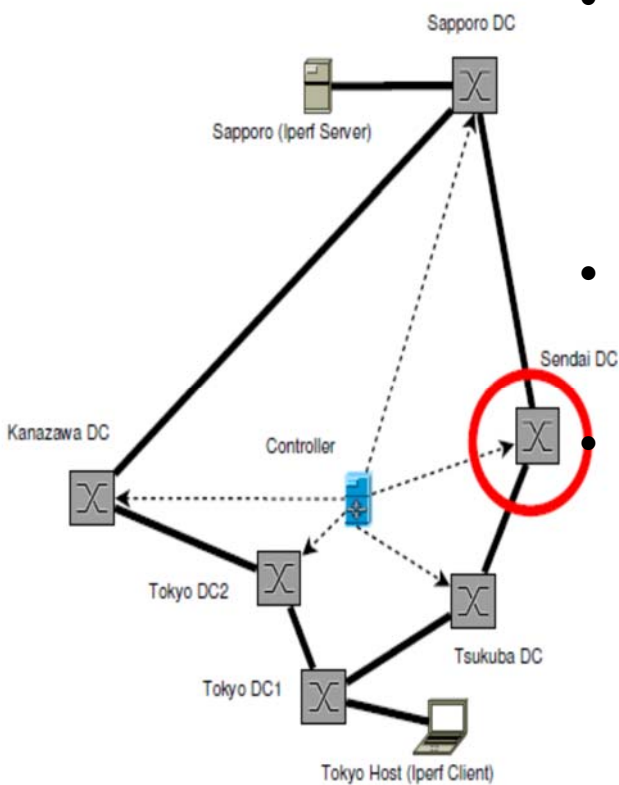 Sapporo DC
Sapporo (Iperf Server)
Sendai DC
Kanazawa DC
Controller
Tokyo DC2
Tsukuba DC
Tokyo DC1
Tokyo Host (Iperf Client)